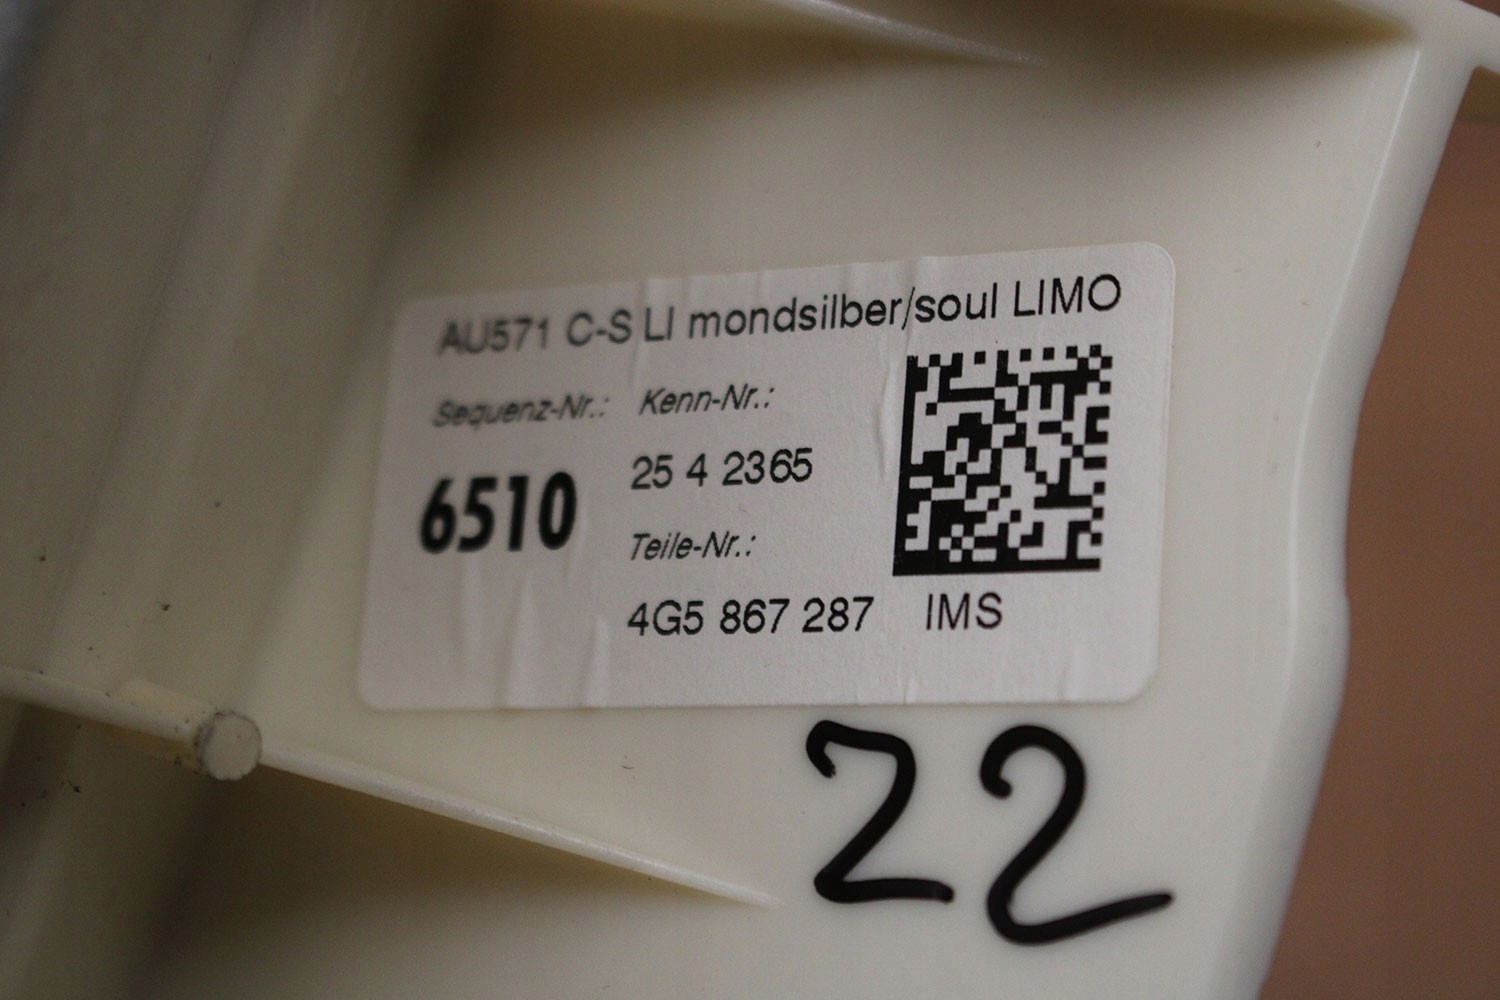 AU571 C-S LI mondsilber/soul LIMO
Sequenz-Nr.: Kenn-Nr.:
6510 25 4 2365
Teile-Nr.:
4G5 867 287 IMS
22